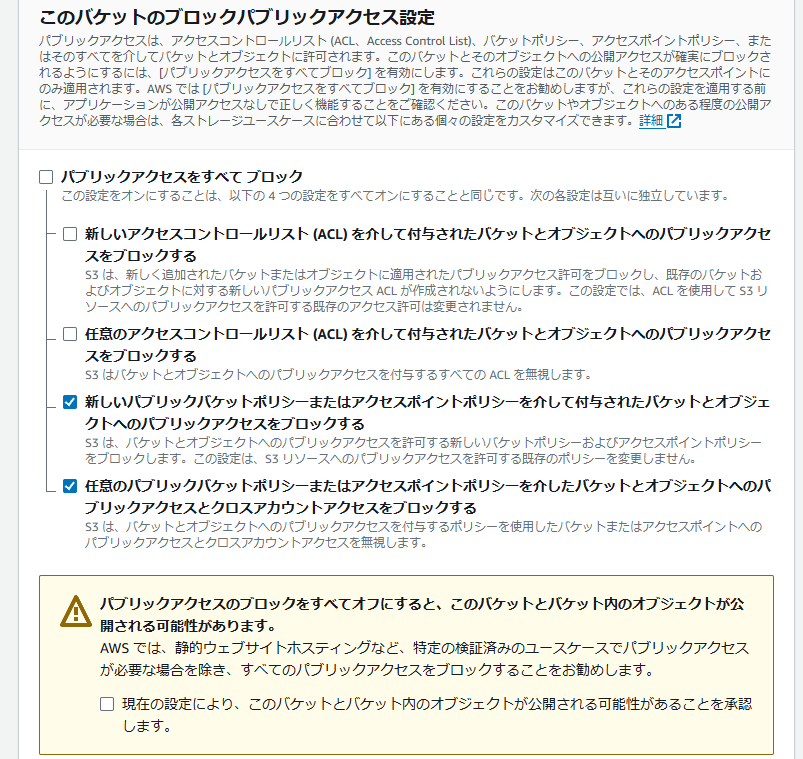 このバケットのブロックパブリックアクセス設定
パブリックアクセスは、アクセスコントロールリスト (ACL、Access Control List)、バケットポリシー、アクセスポイントポリシー、また
はそのすべてを介してバケットとオブジェクトに許可されます。このバケットとそのオブジェクトへの公開アクセスが確実にブロックさ
れるようにするには、[パブリックアクセスをすべてブロック] を有効にします。これらの設定はこのバケットとそのアクセスポイントに
のみ適用されます。AWS では [パブリックアクセスをすべてブロック] を有効にすることをお勧めしますが、これらの設定を適用する前
に、アプリケーションが公開アクセスなしで正しく機能することをご確認ください。このバケットやオブジェクトへのある程度の公開ア
クセスが必要な場合は、各ストレージユースケースに合わせて以下にある個々の設定をカスタマイズできます。詳細
パブリックアクセスをすべて ブロック
この設定をオンにすることは、以下の 4 つの設定をすべてオンにすることと同じです。次の各設定は互いに独立しています。
新しいアクセスコントロールリスト (ACL) を介して付与されたバケットとオブジェクトへのパブリックアクセ
スをブロックする
S3 は、新しく追加されたバケットまたはオブジェクトに適用されたパブリックアクセス許可をブロックし、既存のバケットお
よびオブジェクトに対する新しいパブリックアクセス ACL が作成されないようにします。この設定では、ACL を使用して S3 リ
ソースへのパブリックアクセスを許可する既存のアクセス許可は変更されません。
任意のアクセスコントロールリスト (ACL) を介して付与されたバケットとオブジェクトへのパブリックアクセ
スをブロックする
S3 はバケットとオブジェクトへのパブリックアクセスを付与するすべての ACL を無視します。
新しいパブリックバケットポリシーまたはアクセスポイントポリシーを介して付与されたバケットとオブジェ
クトへのパブリックアクセスをブロックする
S3 は、バケットとオブジェクトへのパブリックアクセスを許可する新しいバケットポリシーおよびアクセスポイントポリシー
をブロックします。この設定は、S3 リソースへのパブリックアクセスを許可する既存のポリシーを変更しません。
任意のパブリックバケットポリシーまたはアクセスポイントポリシーを介したバケットとオブジェクトへのパ
ブリックアクセスとクロスアカウントアクセスをブロックする
S3 は、バケットとオブジェクトへのパブリックアクセスを付与するポリシーを使用したバケットまたはアクセスポイントへの
パブリックアクセスとクロスアカウントアクセスを無視します。
パブリックアクセスのブロックをすべてオフにすると、このバケットとバケット内のオブジェクトが公
開される可能性があります。
AWS では、静的ウェブサイトホスティングなど、特定の検証済みのユースケースでパブリックアクセス
が必要な場合を除き、すべてのパブリックアクセスをブロックすることをお勧めします。
現在の設定により、このバケットとバケット内のオブジェクトが公開される可能性があることを承認
します。